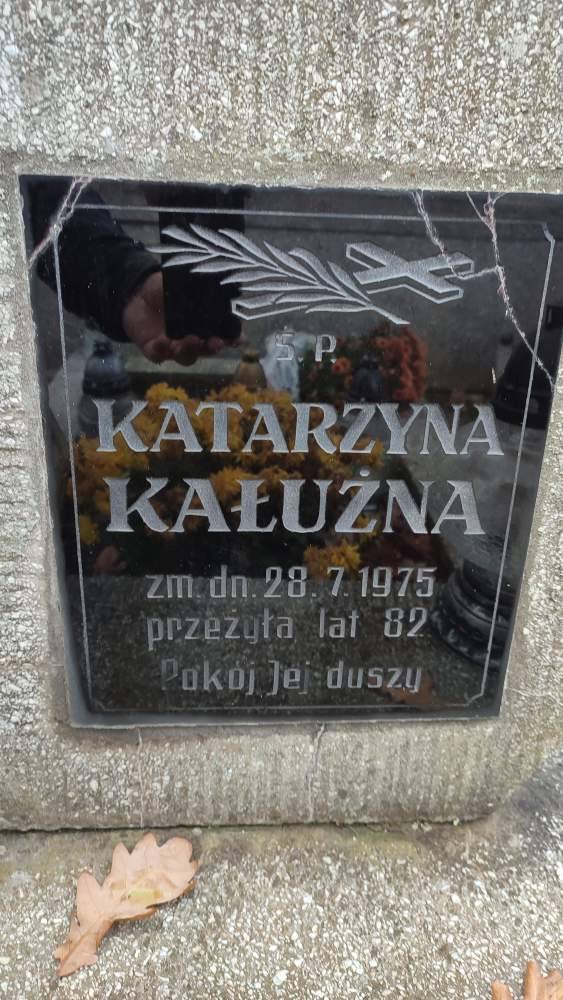 Ś. P.
KATARZYNA
KAŁUŻNA
zm. dn. 28. 7. 1975
przeżyła lat 82
Pokój Jej duszy